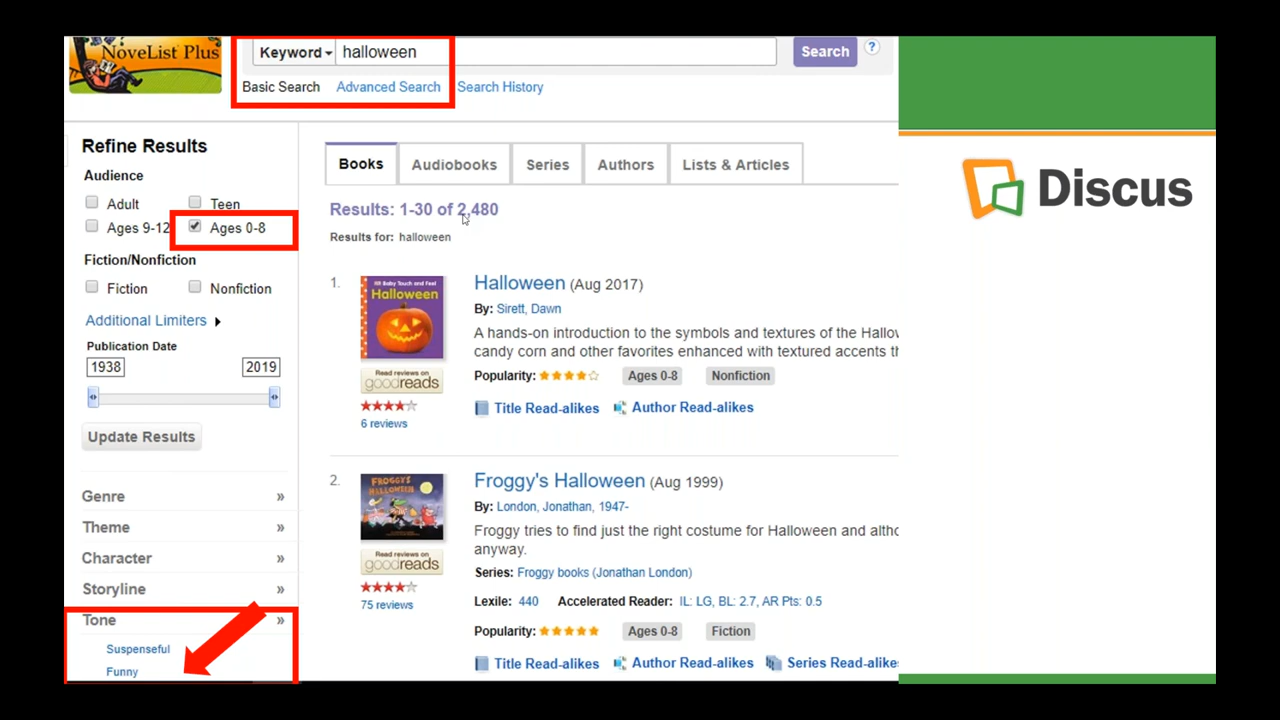 NoveList Plus
Keyword halloween
Search ?
Basic Search Advanced Search Search History
Refine Results
Audience
Adult Teen
Ages 9-12 Ages 0-8
Fiction/Nonfiction
Fiction Nonfiction
Additional Limiters
Publication Date
1938 2019
Update Results
Genre »
Theme »
Character »
Storyline »
Tone »
Suspenseful
Funny
Books Audiobooks Series Authors Lists & Articles
Results: 1-30 of 2,480
Results for: halloween
1.
Baby Touch and Feel
Halloween
Read reviews on
goodreads
6 reviews
Halloween (Aug 2017)
By: Sirett, Dawn
A hands-on introduction to the symbols and textures of the Hallov
candy corn and other favorites enhanced with textured accents th
Popularity: Ages 0-8 Nonfiction
Title Read-alikes Author Read-alikes
2.
FROGGY'S
HALLOWEEN
Read reviews on
goodreads
75 reviews
Froggy's Halloween (Aug 1999)
By: London, Jonathan, 1947-
Froggy tries to find just the right costume for Halloween and altho
anyway.
Series: Froggy books (Jonathan London)
Lexile: 440 Accelerated Reader: IL: LG, BL: 2.7, AR Pts: 0.5
Popularity: Ages 0-8 Fiction
Title Read-alikes Author Read-alikes Series Read-alike
Discus